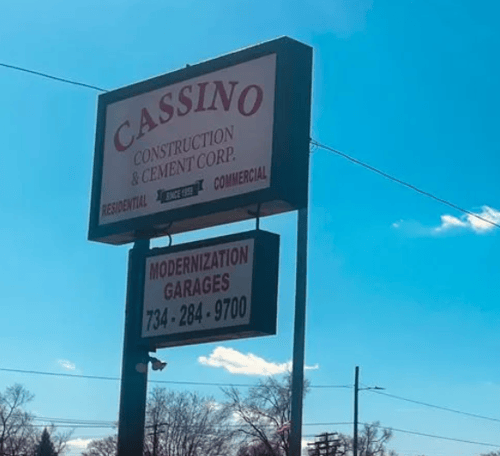 CASSINO
CONSTRUCTION
& CEMENT CORP.
RESIDENTIAL COMMERCIAL
MODERNIZATION
GARAGES
734 - 284 - 9700